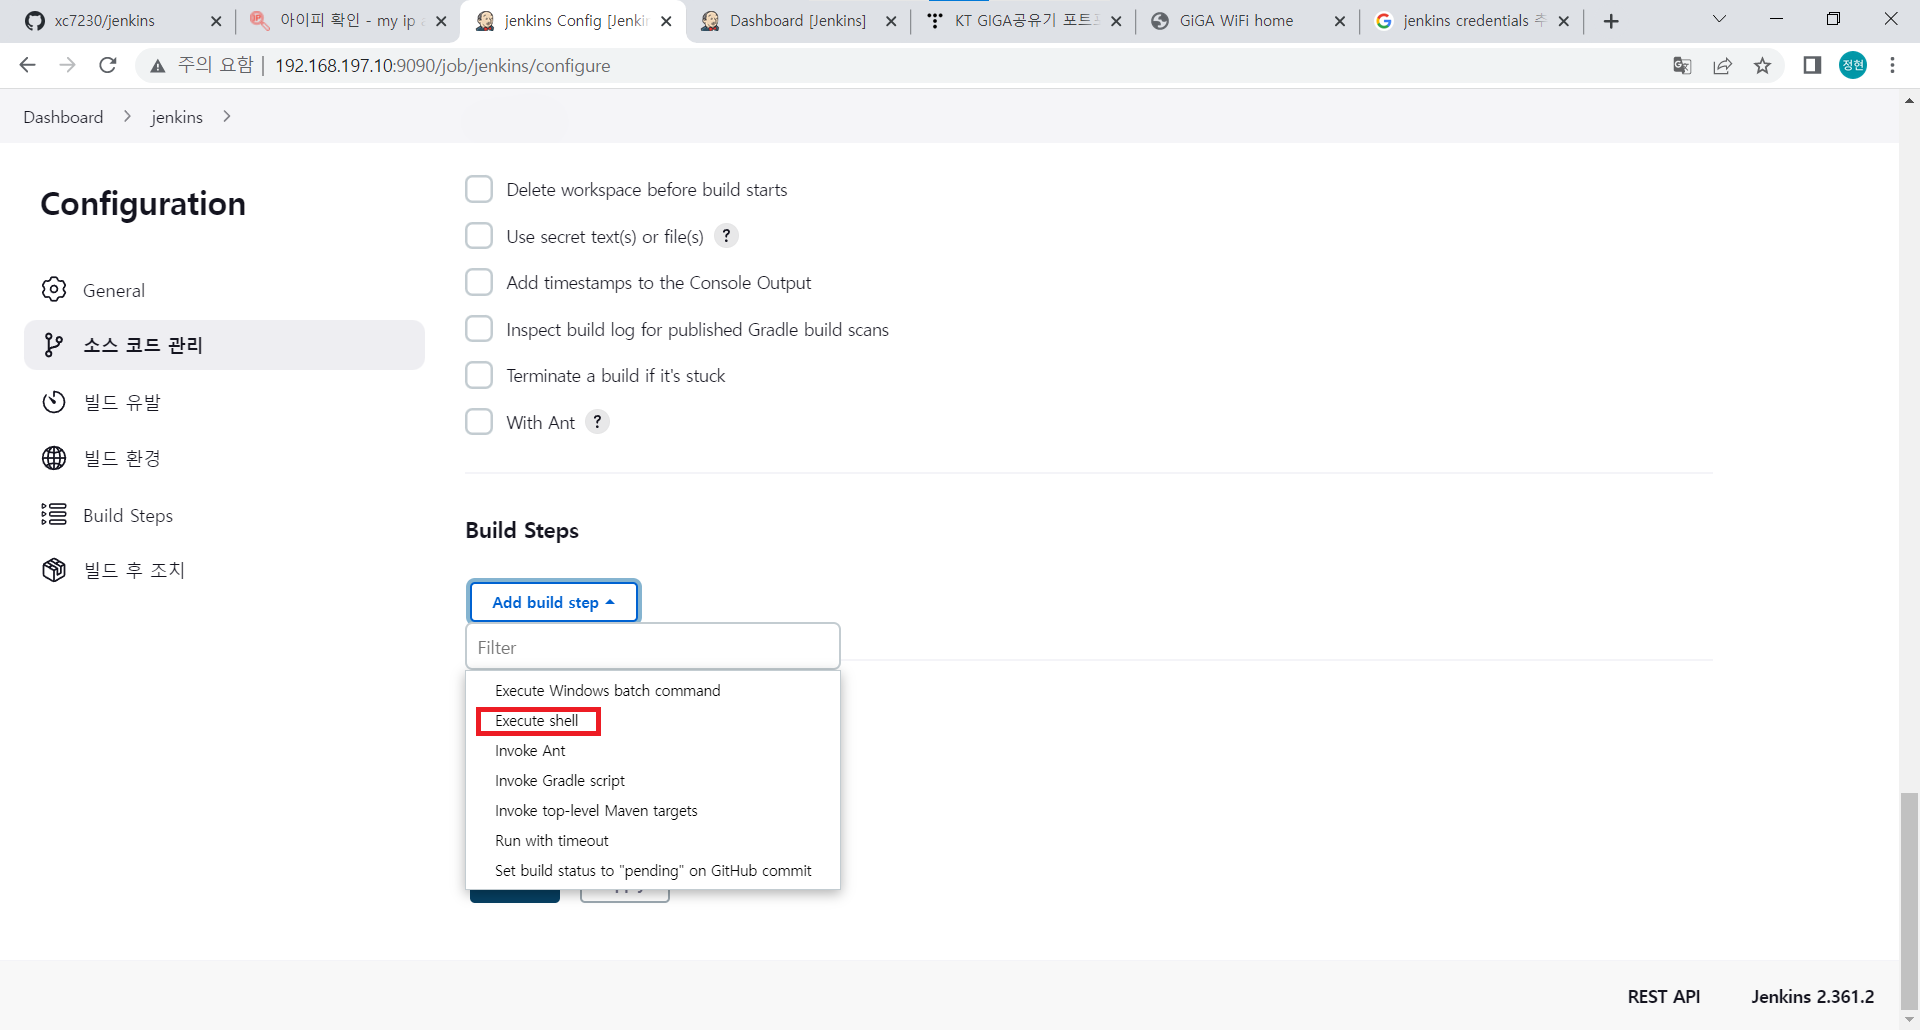 xc7230/jenkins
아이피 확인 - my ip a
jenkins Config [Jenkin
Dashboard [Jenkins]
KT GIGA공유기 포트포
GiGA WiFi home
jenkins credentials 추
주의 요함 192.168.197.10:9090/job/jenkins/configure
정현
Dashboard
jenkins
Configuration
General
소스 코드 관리
빌드 유발
빌드 환경
Build Steps
빌드 후 조치
Delete workspace before build starts
Use secret text(s) or file(s) ?
Add timestamps to the Console Output
Inspect build log for published Gradle build scans
Terminate a build if it's stuck
With Ant ?
Build Steps
Add build step
Filter
Execute Windows batch command
Execute shell
Invoke Ant
Invoke Gradle script
Invoke top-level Maven targets
Run with timeout
Set build status to "pending" on GitHub commit
REST API
Jenkins 2.361.2